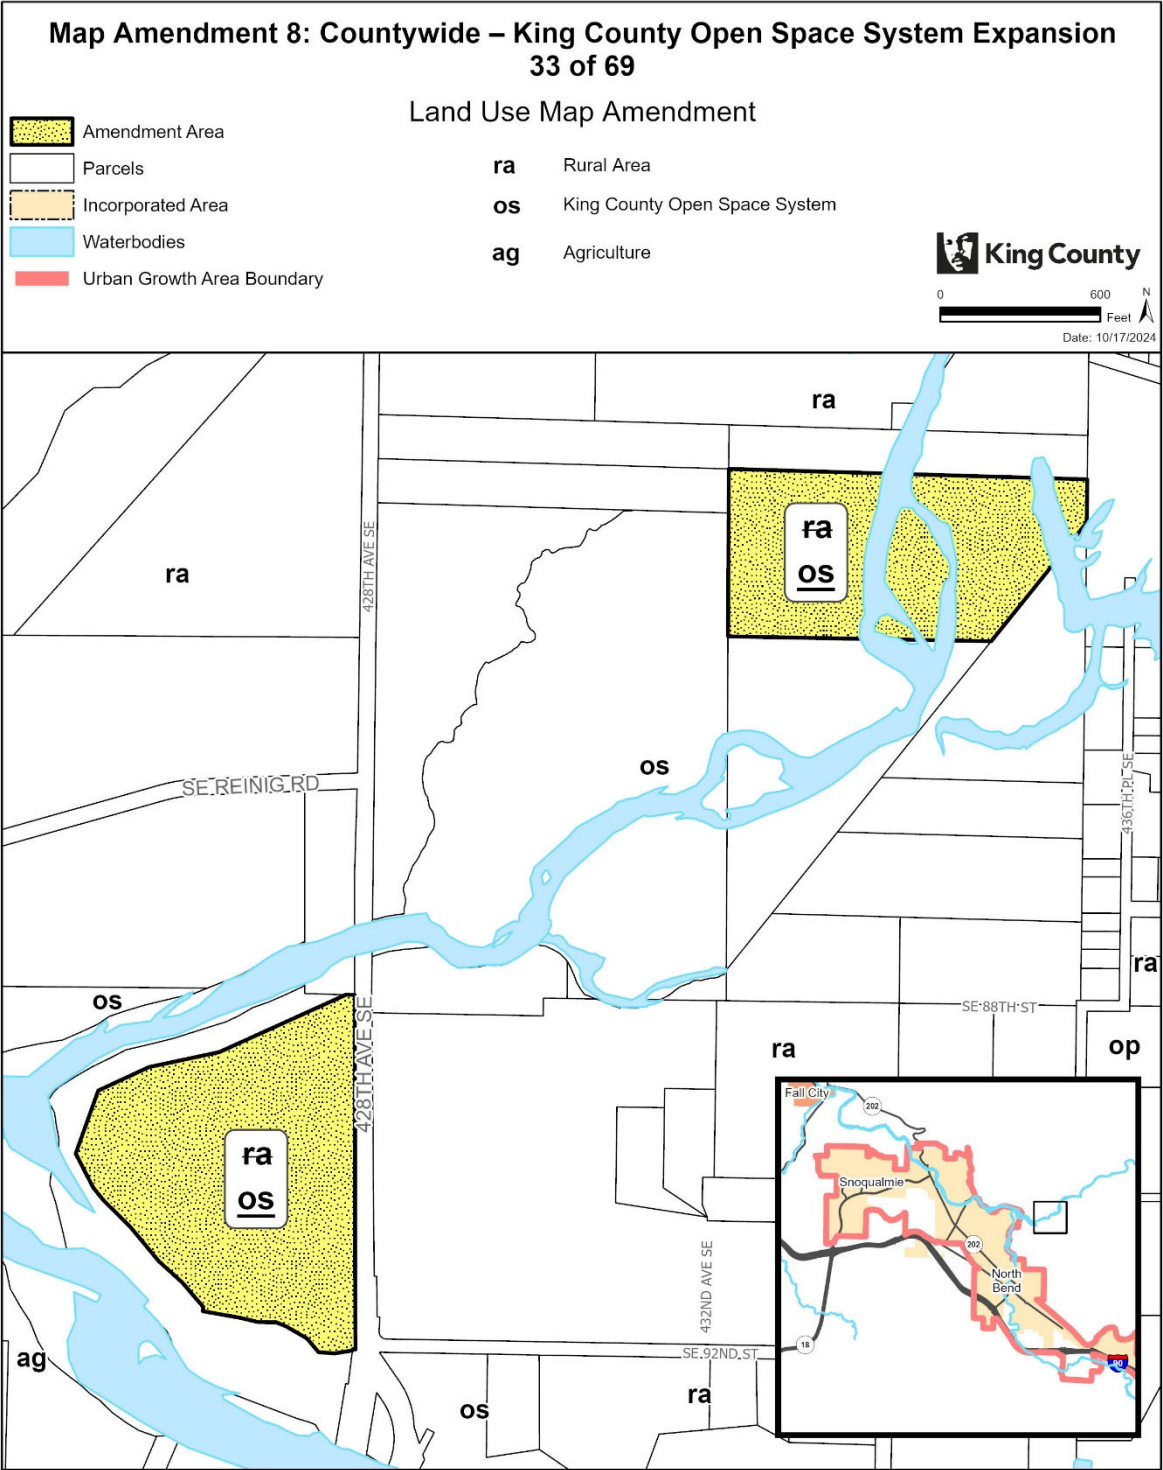 Map Amendment 8: Countywide – King County Open Space System Expansion
33 of 69
Land Use Map Amendment
Amendment Area
Parcels
Incorporated Area
Waterbodies
Urban Growth Area Boundary
ra Rural Area
os King County Open Space System
ag Agriculture
King County
0 600
Feet
N
Date: 10/17/2024
ra
ra
os
ra
428TH AVE SE
SE REINIG RD
os
436TH PL SE
ra
os
SE 88TH ST
428TH AVE SE
ra
op
ra
os
432ND AVE SE
SE 92ND ST
ag
os
ra
Fall City
202
Snoqualmie
202
North
Bend
18
90